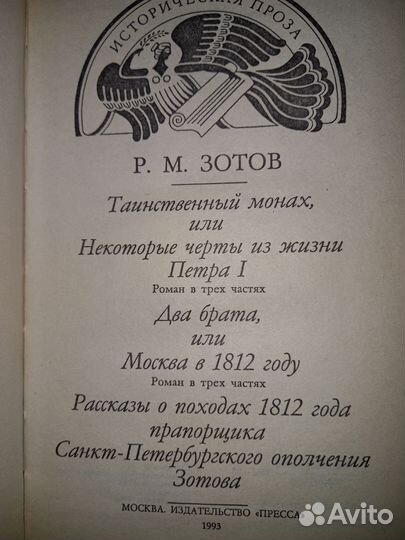 ИСТОРИЧЕСКАЯ ПРОЗА
Р. М. ЗОТОВ
Таинственный монах,
или
Некоторые черты из жизни
Петра I
Роман в трех частях
Два брата,
или
Москва в 1812 году
Роман в трех частях
Рассказы о походах 1812 года
прапорщика
Санкт-Петербургского ополчения
Зотова
МОСКВА. ИЗДАТЕЛЬСТВО «ПРЕССА»
1993
Avito